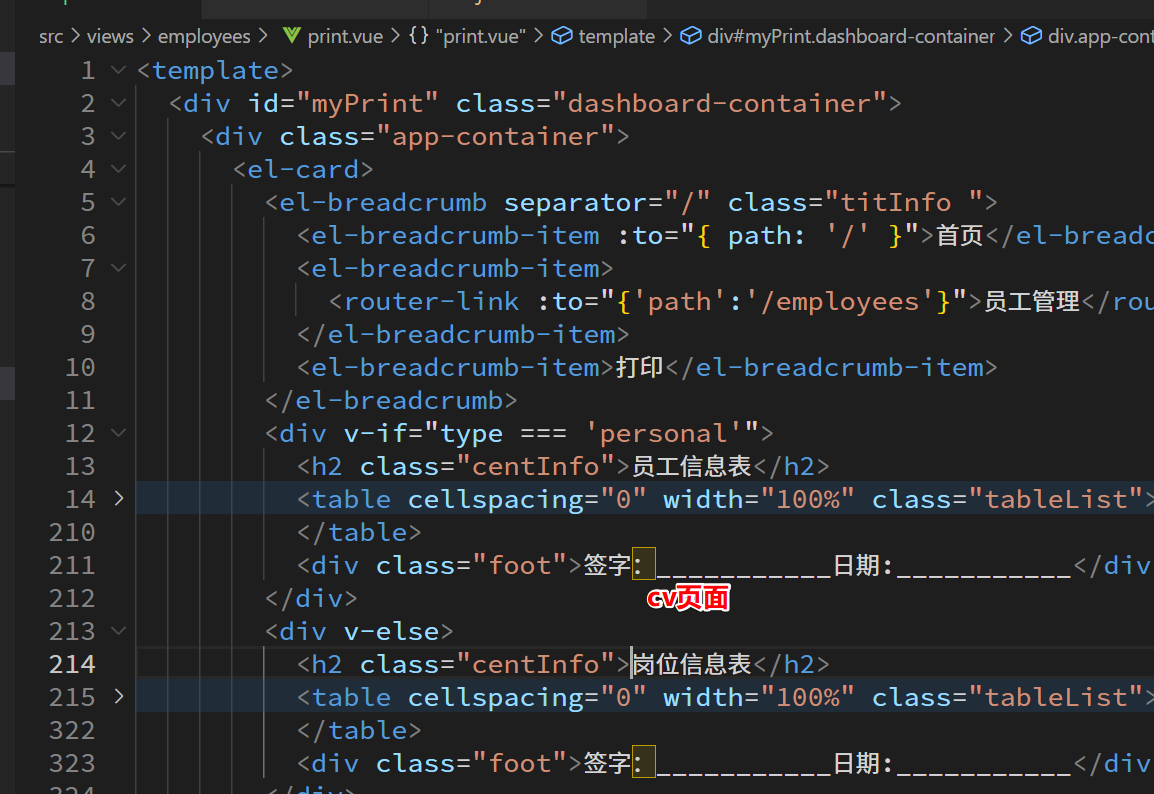 src > views > employees > print.vue > {} "print.vue" > template > div#myPrint.dashboard-container > div.app-cont
1 <template>
2 <div id="myPrint" class="dashboard-container">
3 <div class="app-container">
4 <el-card>
5 <el-breadcrumb separator="/" class="titInfo ">
6 <el-breadcrumb-item :to="{ path: '/' }">首页</el-breadc
7 <el-breadcrumb-item>
8 <router-link :to="{'path':'/employees'}">员工管理</rou
9 </el-breadcrumb-item>
10 <el-breadcrumb-item>打印</el-breadcrumb-item>
11 </el-breadcrumb>
12 <div v-if="type === 'personal'">
13 <h2 class="centInfo">员工信息表</h2>
14 <table cellspacing="0" width="100%" class="tableList">
210 </table>
211 <div class="foot">签字：___________日期:___________</div
212 </div>
cv页面
213 <div v-else>
214 <h2 class="centInfo">岗位信息表</h2>
215 <table cellspacing="0" width="100%" class="tableList">
322 </table>
323 <div class="foot">签字：___________日期:___________</div
324 </div>